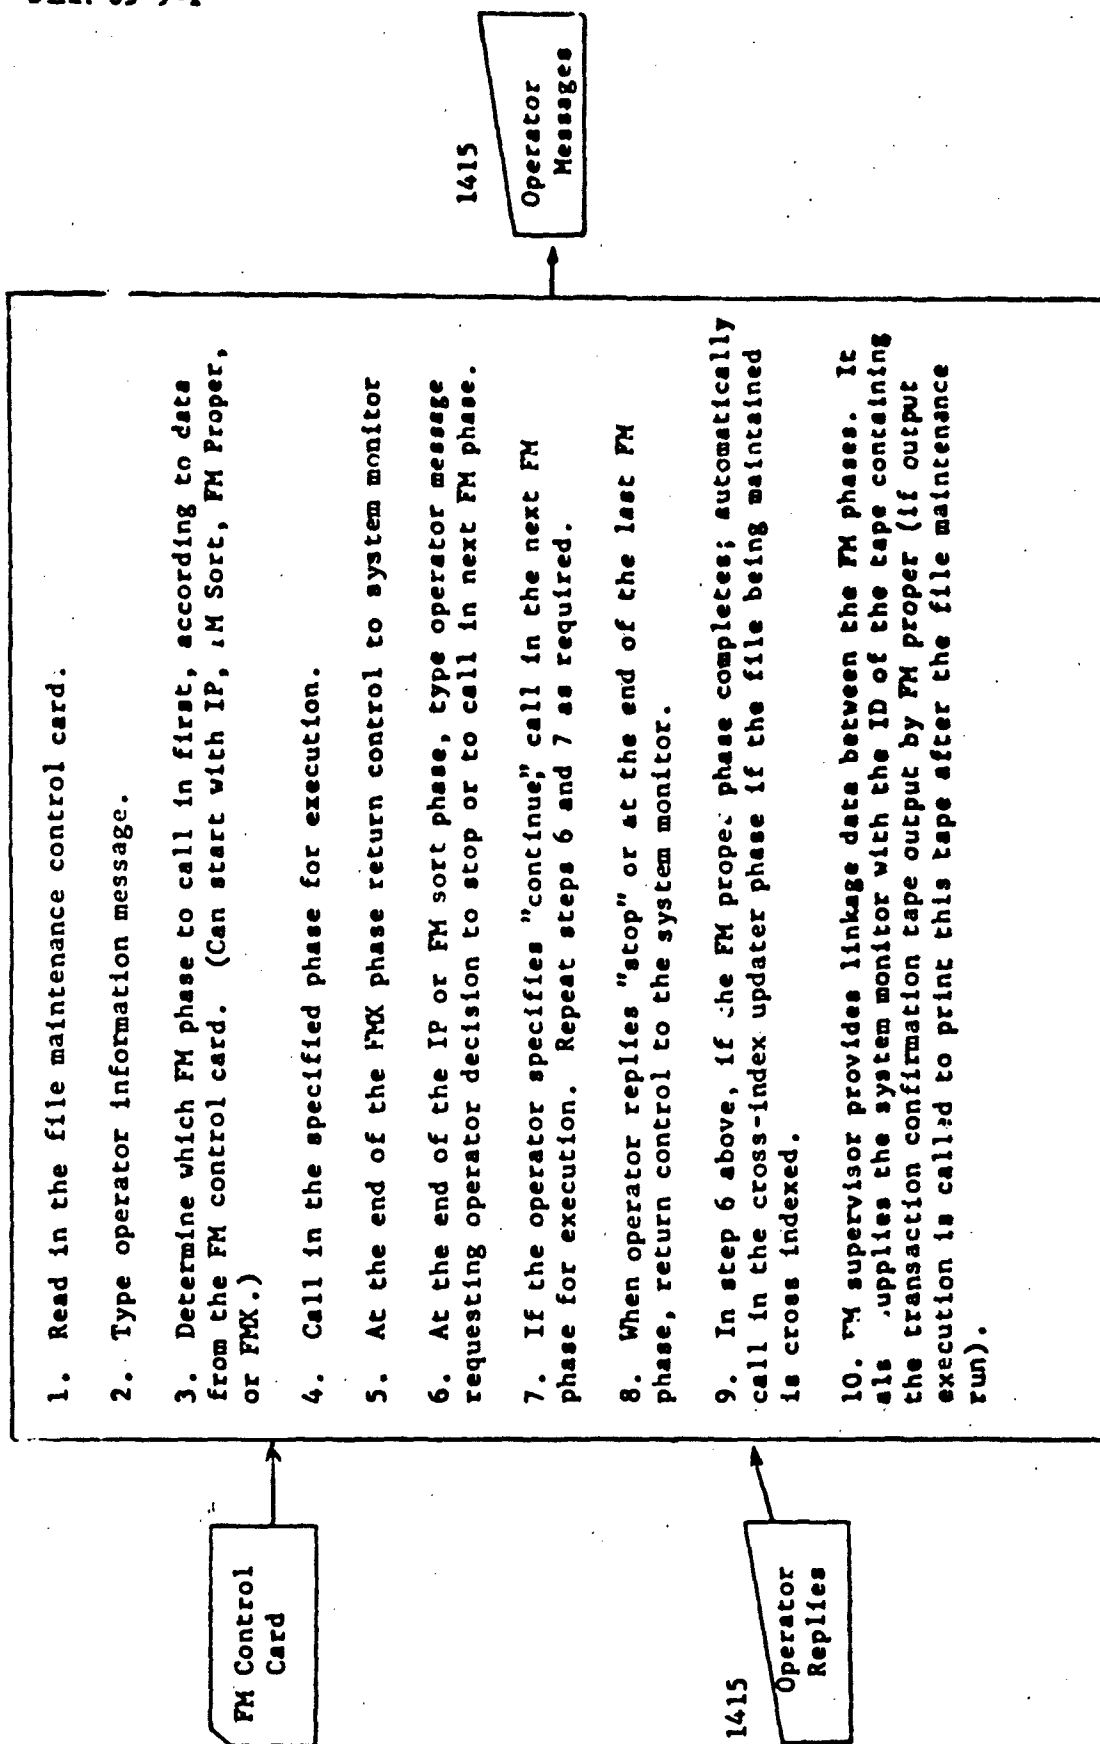 FM Control
Card
1415
Operator
Replies
1. Read in the file maintenance control card.
2. Type operator information message.
3. Determine which FM phase to call in first, according to data
from the FM control card. (Can start with IP, M Sort, FM Proper,
or FMX.)
4. Call in the specified phase for execution.
5. At the end of the FMX phase return control to system monitor
6. At the end of the IP or FM sort phase, type operator message
requesting operator decision to stop or to call in next FM phase.
7. If the operator specifies "continue," call in the next FM
phase for execution. Repeat steps 6 and 7 as required.
8. When operator replies "stop" or at the end of the last FM
phase, return control to the system monitor.
9. In step 6 above, if the FM proper phase completes; automatically
call in the cross-index updater phase if the file being maintained
is cross indexed.
10. FM supervisor provides linkage data between the FM phases. It
als supplies the system monitor with the ID of the tape containing
the transaction confirmation tape output by FM proper (if output
execution is called to print this tape after the file maintenance
run).
1415
Operator
Messages